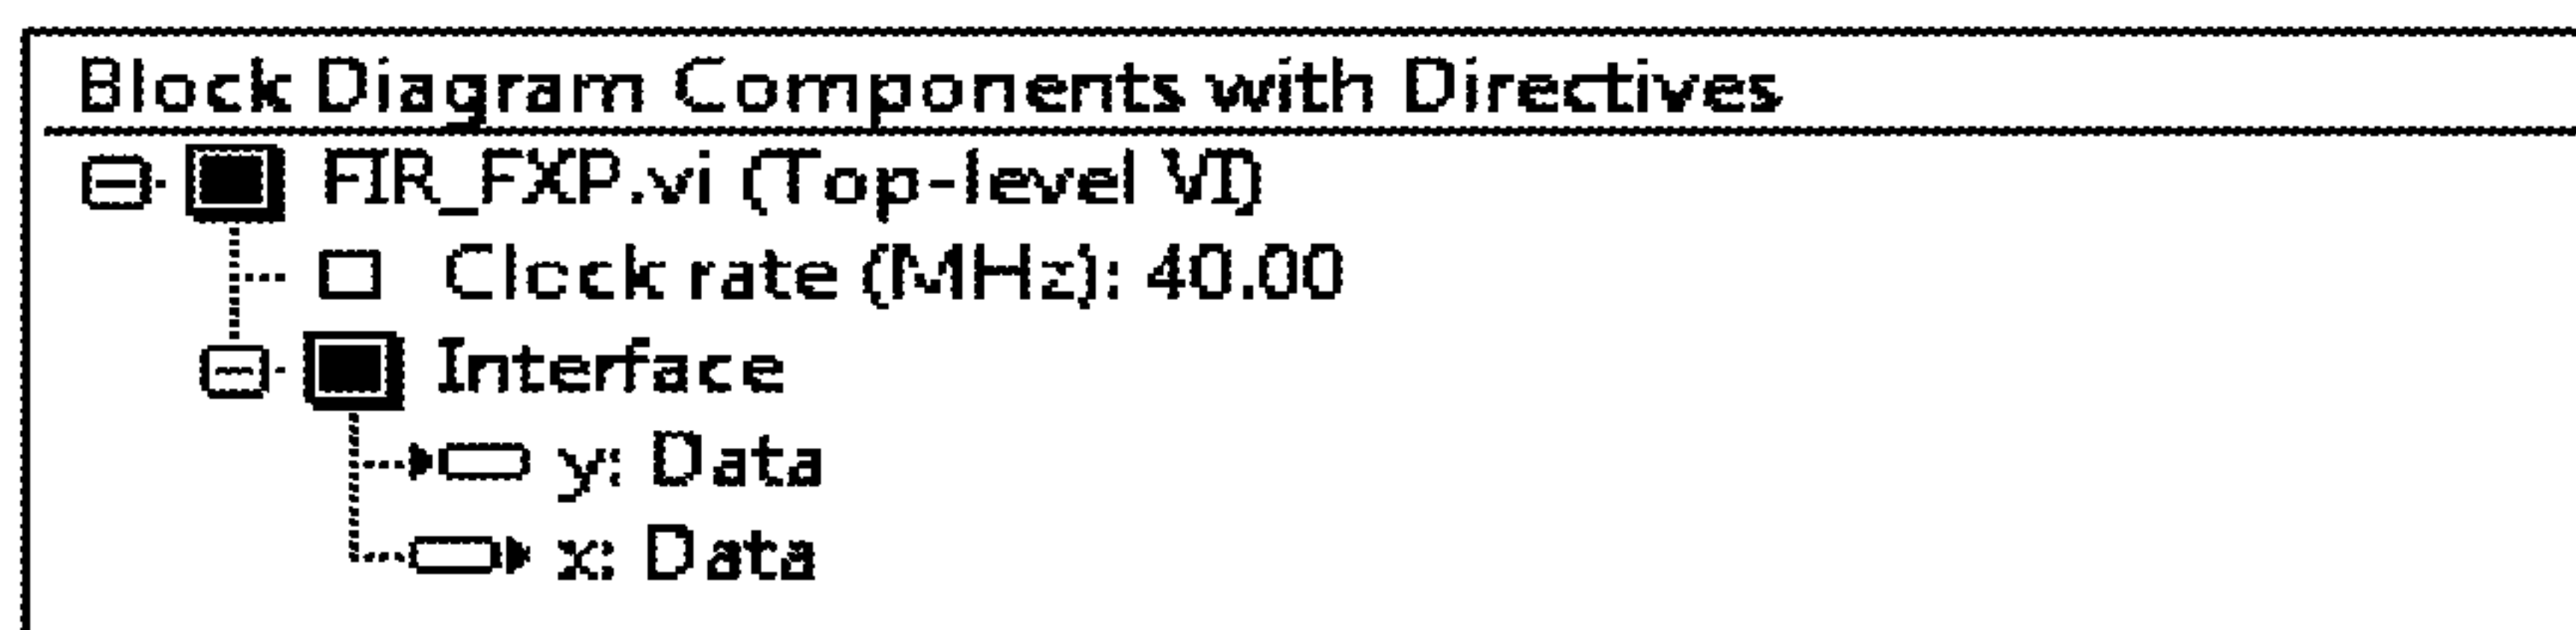 Block Diagram Components with Directives
FIR_FXP.vi (Top-level VI)
Clock rate (MHz): 40.00
Interface
y: Data
x: Data